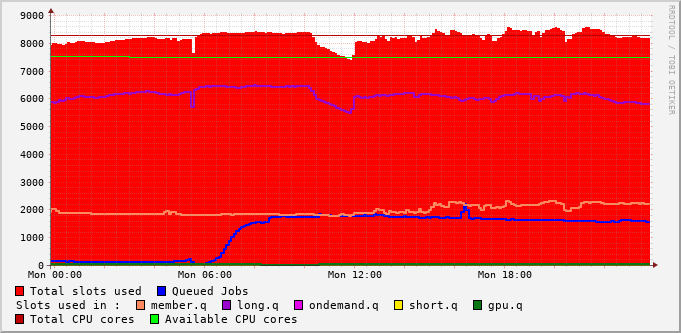 9000
8000
7000
6000
5000
4000
3000
2000
1000
0
Mon 00:00 Mon 06:00 Mon 12:00 Mon 18:00
RRDTOOL / TOBI OETIKER
Total slots used Queued Jobs
Slots used in : member.q long.q ondemand.q short.q gpu.q
Total CPU cores Available CPU cores